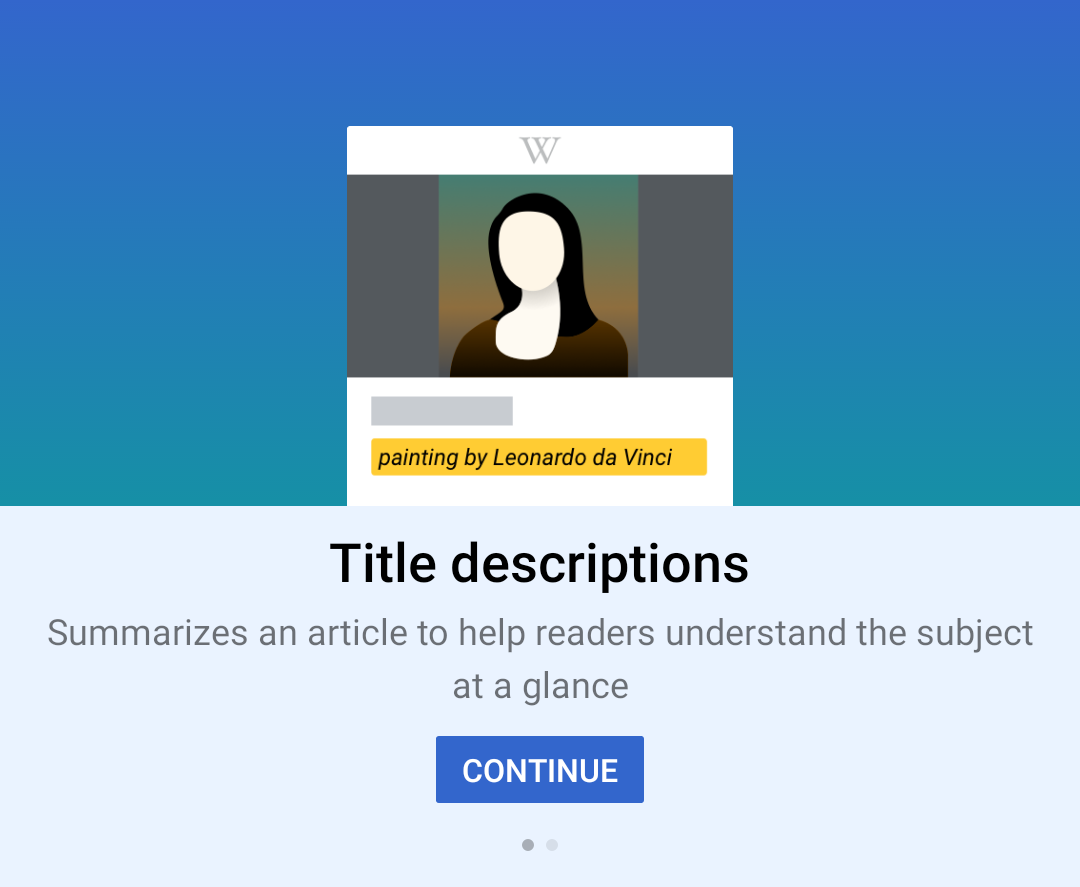 W
painting by Leonardo da Vinci
Title descriptions
Summarizes an article to help readers understand the subject
at a glance
CONTINUE